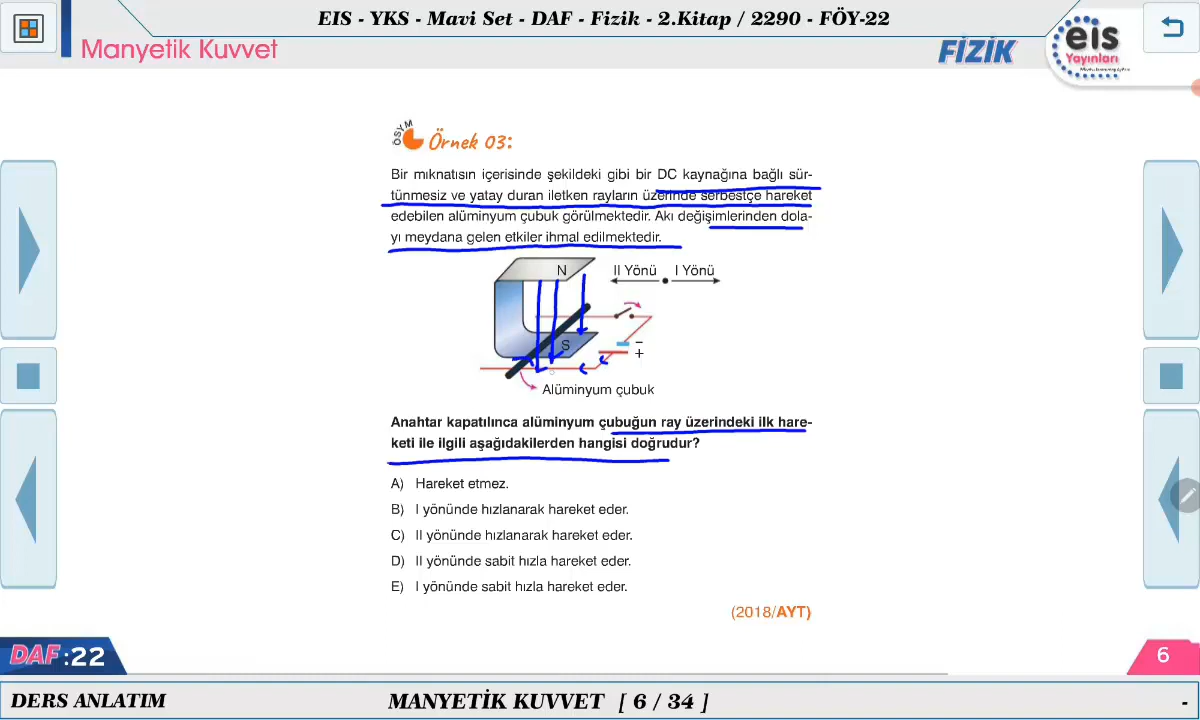 EIS - YKS - Mavi Set - DAF - Fizik - 2.Kitap / 2290 - FÖY-22
Manyetik Kuvvet
FİZİK
eis
Yayınları
ÖSYM
Örnek 03:
Bir mıknatısın içerisinde şekildeki gibi bir DC kaynağına bağlı sür-
tünmesiz ve yatay duran iletken rayların üzerinde serbestçe hareket
edebilen alüminyum çubuk görülmektedir. Akı değişimlerinden dola-
yı meydana gelen etkiler ihmal edilmektedir.
N
II Yönü
I Yönü
S
-
+
Alüminyum çubuk
Anahtar kapatılınca alüminyum çubuğun ray üzerindeki ilk hare-
keti ile ilgili aşağıdakilerden hangisi doğrudur?
A) Hareket etmez.
B) I yönünde hızlanarak hareket eder.
C) II yönünde hızlanarak hareket eder.
D) II yönünde sabit hızla hareket eder.
E) I yönünde sabit hızla hareket eder.
(2018/AYT)
DAF:22
6
DERS ANLATIM
MANYETİK KUVVET [ 6 / 34 ]
-